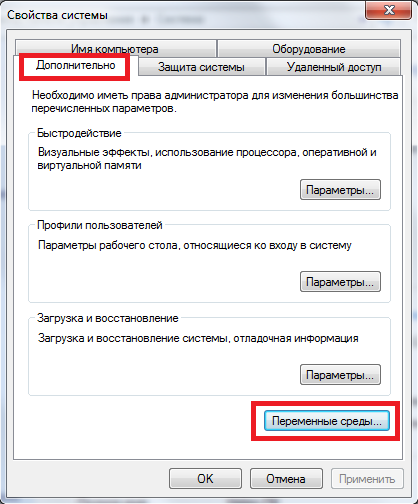 Свойства системы
Имя компьютера
Оборудование
Дополнительно
Защита системы
Удаленный доступ
Необходимо иметь права администратора для изменения большинства
перечисленных параметров.
Быстродействие
Визуальные эффекты, использование процессора, оперативной и
виртуальной памяти
Параметры...
Профили пользователей
Параметры рабочего стола, относящиеся ко входу в систему
Параметры...
Загрузка и восстановление
Загрузка и восстановление системы, отладочная информация
Параметры...
Переменные среды...
OK
Отмена
Применить